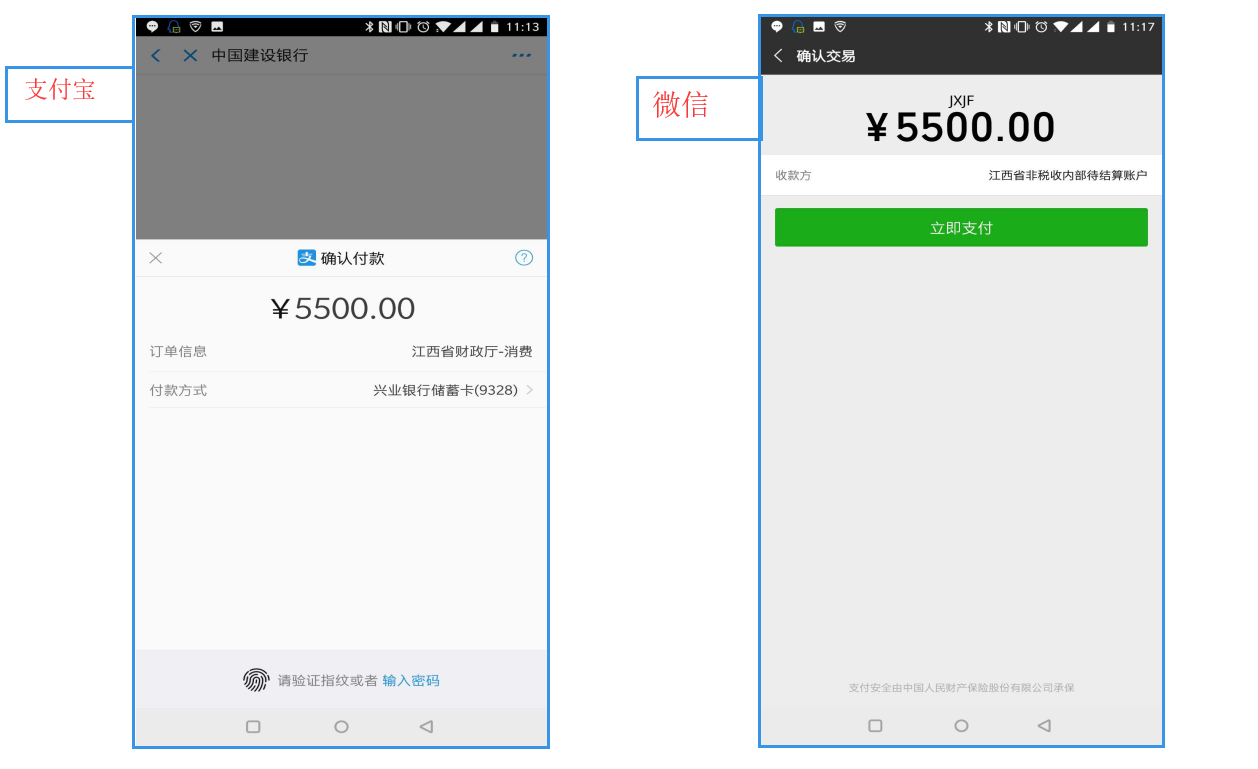 支付宝
11:13
中国建设银行
确认付款
¥5500.00
订单信息 江西省财政厅-消费
付款方式 兴业银行储蓄卡(9328)
请验证指纹或者 输入密码
微信
11:17
确认交易
JXJF
¥5500.00
收款方 江西省非税收内部待结算账户
立即支付
支付安全由中国人民财产保险股份有限公司承保